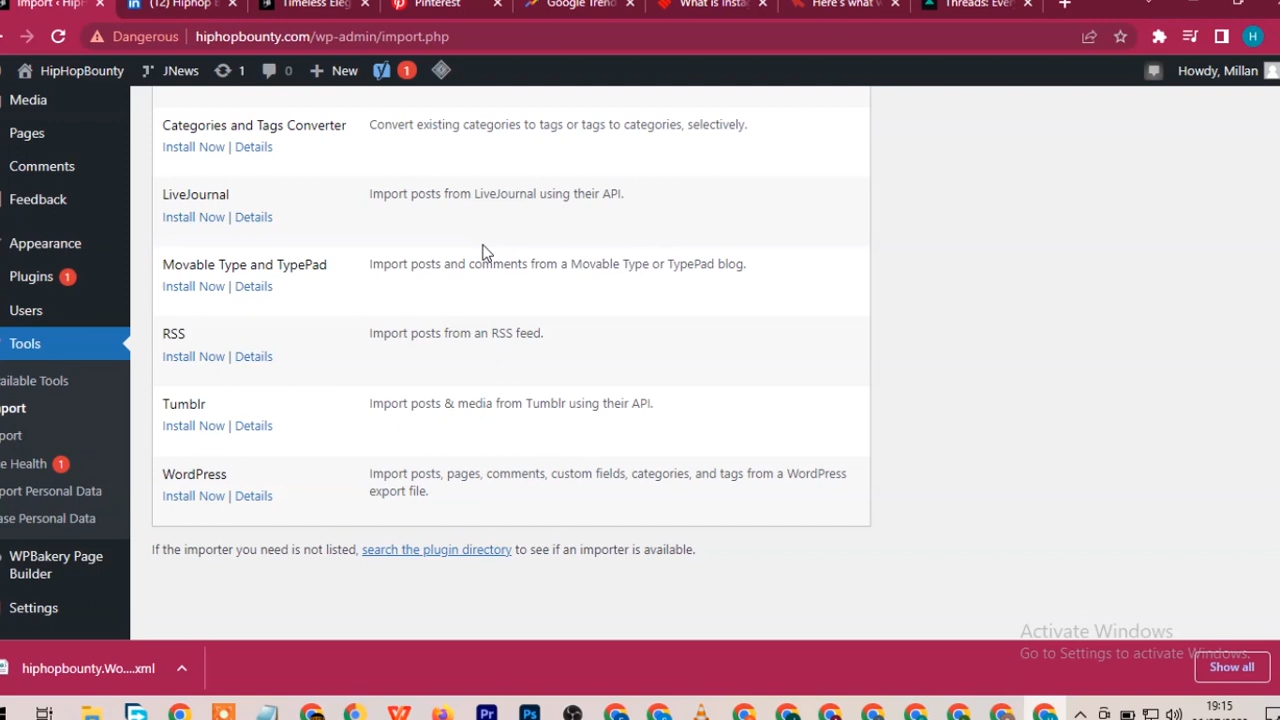 Import ‹ HipH
(12) Hiphop B
Timeless Eleg
Pinterest
Google Trend
What is Insta
Here's what
Threads: Ever
Dangerous hiphopbounty.com/wp-admin/import.php
HipHopBounty JNews 1 0 New 1 Howdy, Millan
Media
Pages
Comments
Feedback
Appearance
Plugins 1
Users
Tools
vailable Tools
port
port
te Health 1
port Personal Data
ase Personal Data
WPBakery Page
Builder
Settings
Categories and Tags Converter
Install Now | Details
Convert existing categories to tags or tags to categories, selectively.
LiveJournal
Install Now | Details
Import posts from LiveJournal using their API.
Movable Type and TypePad
Install Now | Details
Import posts and comments from a Movable Type or TypePad blog.
RSS
Install Now | Details
Import posts from an RSS feed.
Tumblr
Install Now | Details
Import posts & media from Tumblr using their API.
WordPress
Install Now | Details
Import posts, pages, comments, custom fields, categories, and tags from a WordPress
export file.
If the importer you need is not listed, search the plugin directory to see if an importer is available.
Activate Windows
Go to Settings to activate Windows.
hiphopbounty.Wo....xml
Show all
19:15